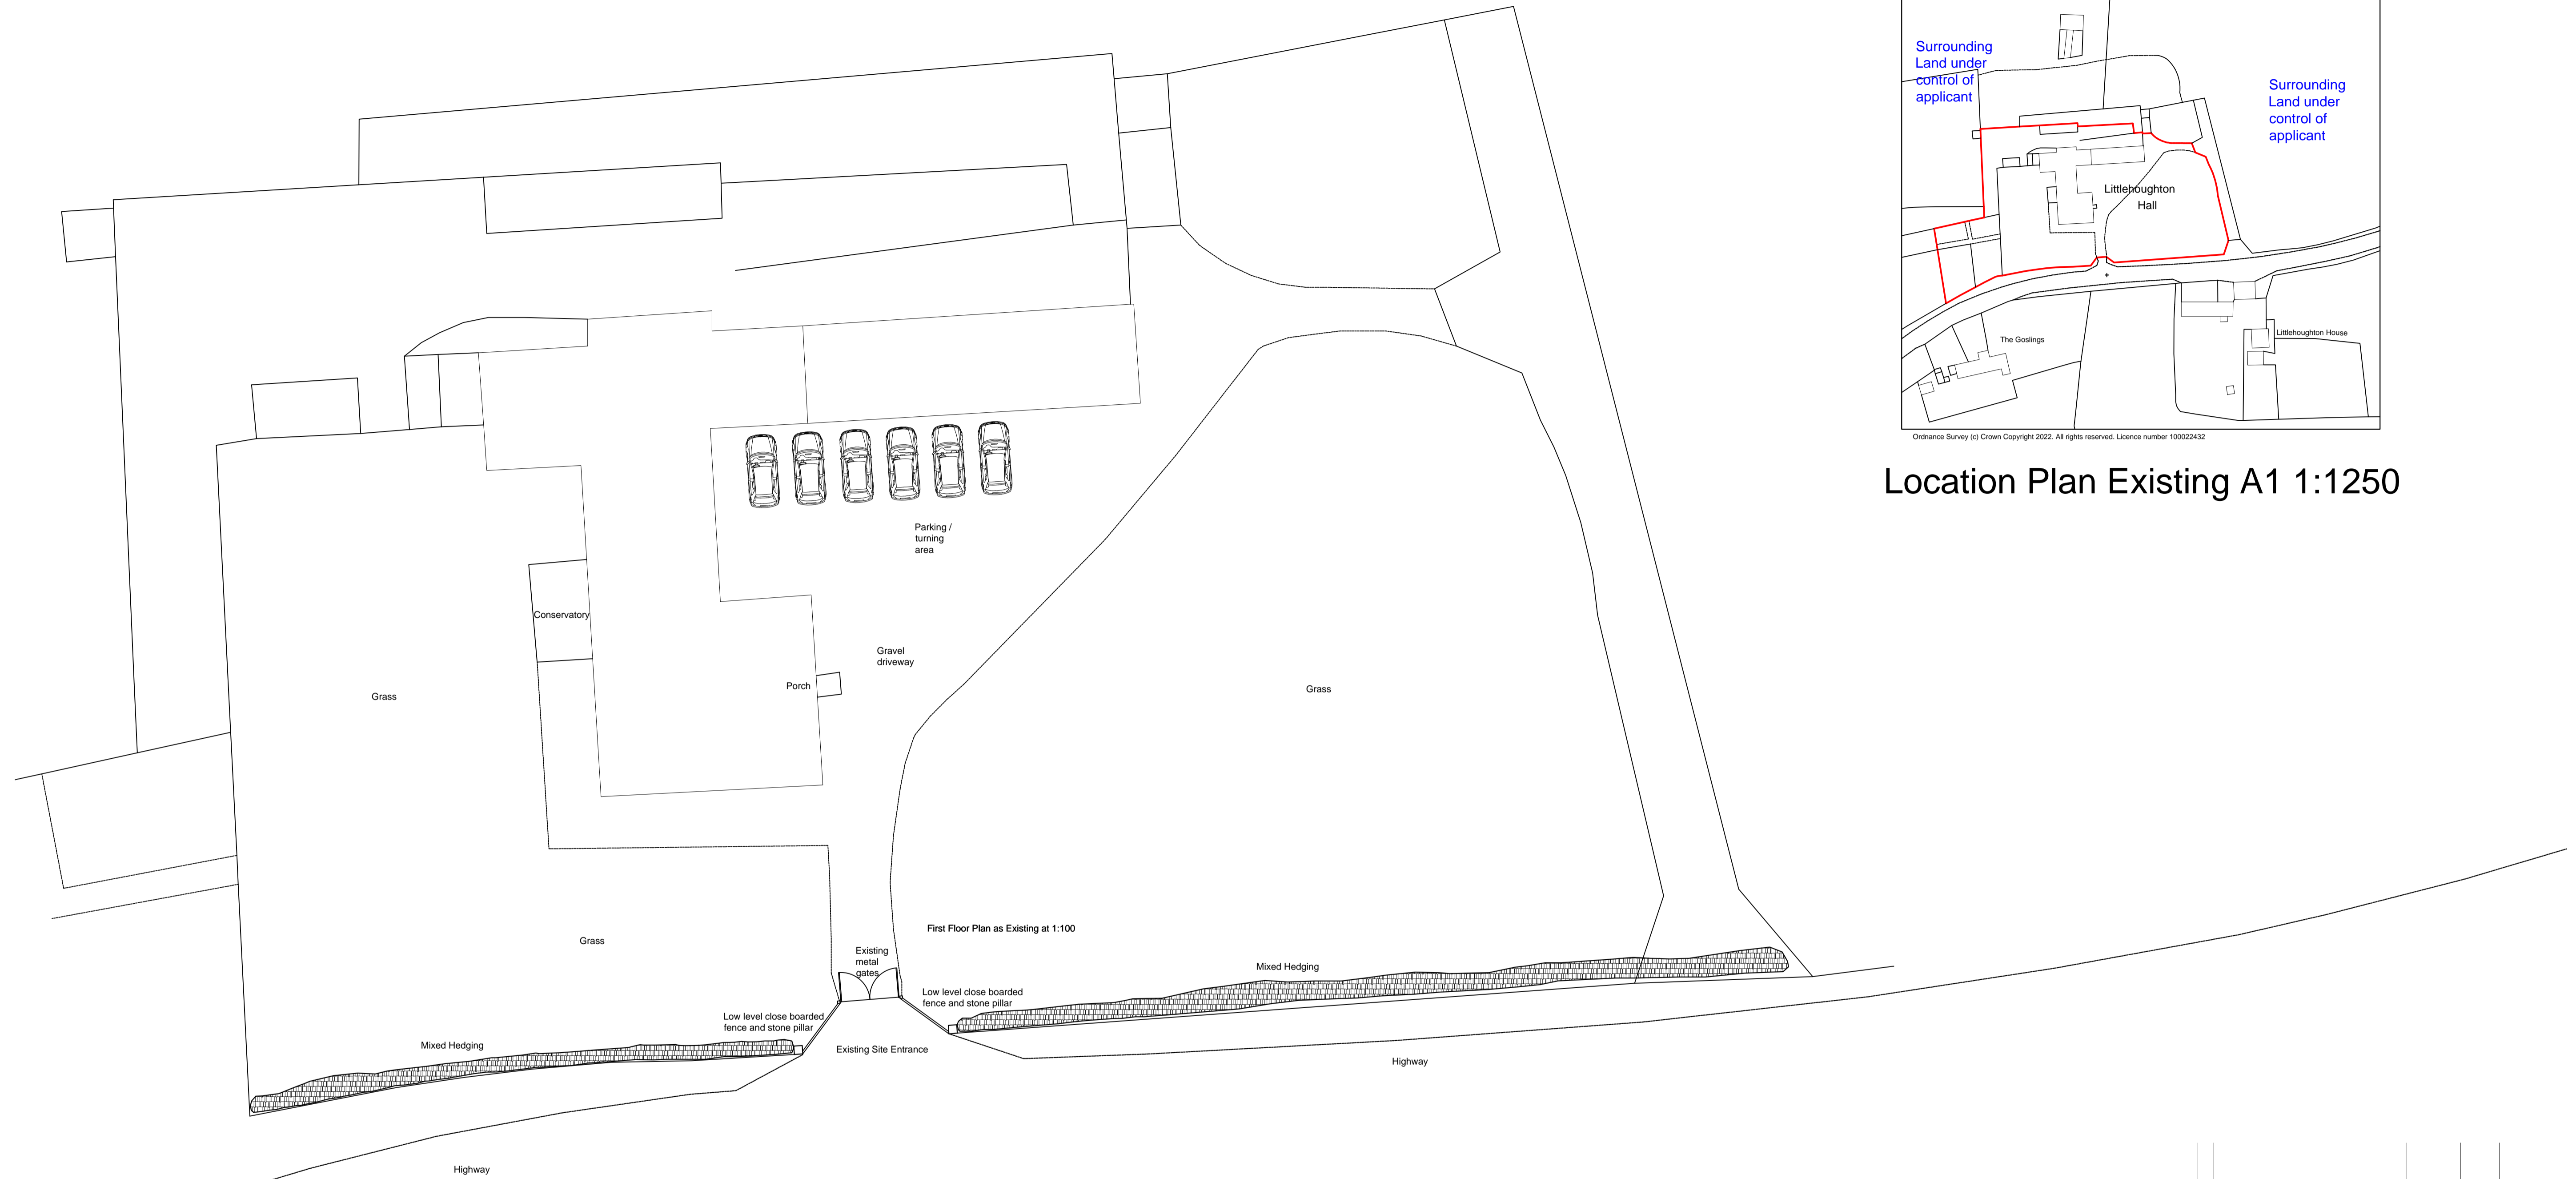 Surrounding
Land under
control of
applicant
Surrounding
Land under
control of
applicant
Littlehoughton
Hall
The Goslings
Littlehoughton House
Ordnance Survey (c) Crown Copyright 2022. All rights reserved. Licence number 100022432
Location Plan Existing A1 1:1250
Parking /
turning
area
Conservatory
Gravel
driveway
Porch
Grass
Grass
Grass
First Floor Plan as Existing at 1:100
Existing
metal
gates
Mixed Hedging
Low level close boarded
fence and stone pillar
Low level close boarded
fence and stone pillar
Mixed Hedging
Existing Site Entrance
Highway
Highway